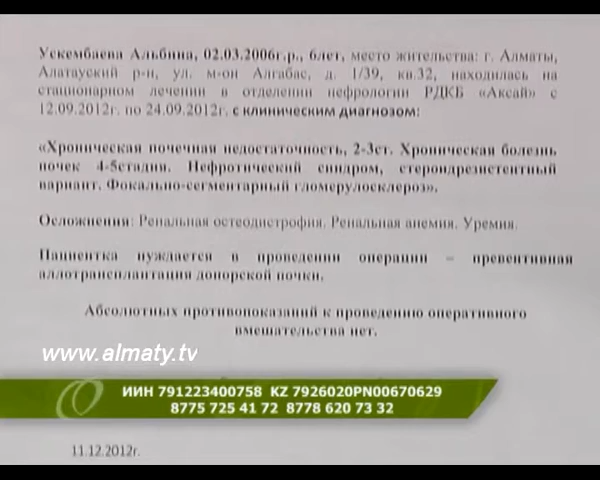 Ускембаева Альбина, 02.03.2006г.р., 6лет, место жительства: г. Алматы,
Алатауский р-н, ул. м-он Алгабас, д. 1/39, кв.32, находилась на
стационарном лечении в отделении нефрологии РДКБ «Аксай» с
12.09.2012г. по 24.09.2012г. с клиническим диагнозом:
«Хроническая почечная недостаточность, 2-3ст. Хроническая болезнь
почек 4-5стадия. Нефротический синдром, стероидрезистентный
вариант. Фокально-сегментарный гломерулосклероз».
Осложнения: Ренальная остеодистрофия. Ренальная анемия. Уремия.
Пациентка нуждается в проведении операции – превентивная
аллотрансплантация донорской почки.
Абсолютных противопоказаний к проведению оперативного
вмешательства нет.
www.almaty.tv
ИИН 791223400758 KZ 7926020PN00670629
8775 725 41 72 8778 620 73 32
11.12.2012г.